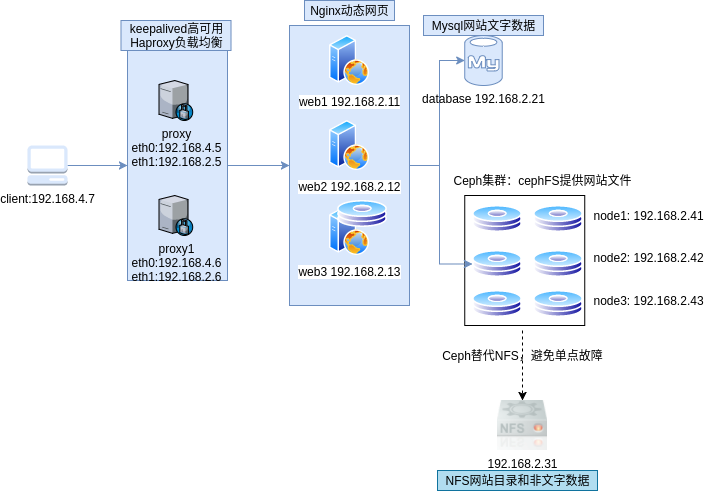 keepalived高可用
Haproxy负载均衡
Nginx动态网页
Mysql网站文字数据
My
web1 192.168.2.11
database 192.168.2.21
proxy
eth0:192.168.4.5
eth1:192.168.2.5
client:192.168.4.7
web2 192.168.2.12
Ceph集群：cephFS提供网站文件
node1: 192.168.2.41
proxy1
eth0:192.168.4.6
eth1:192.168.2.6
web3 192.168.2.13
node2: 192.168.2.42
node3: 192.168.2.43
Ceph替代NFS，避免单点故障
NFS
192.168.2.31
NFS网站目录和非文字数据